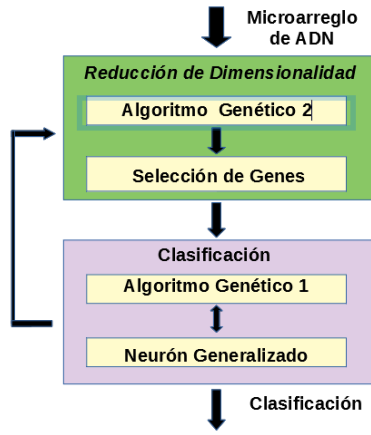 Microarreglo
de ADN
Reducción de Dimensionalidad
Algoritmo Genético 2
Selección de Genes
Clasificación
Algoritmo Genético 1
Neurón Generalizado
Clasificación